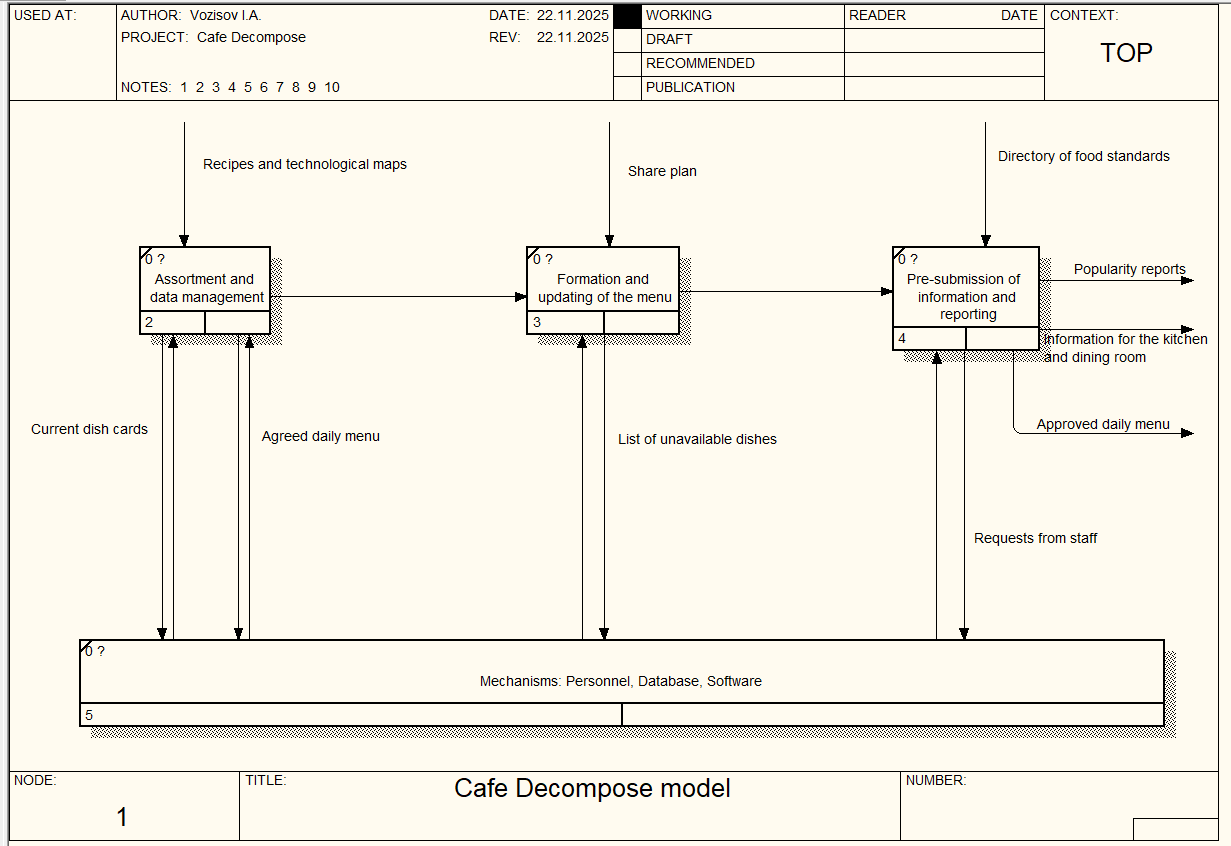 USED AT:
AUTHOR: Vozisov I.A.
DATE: 22.11.2025
PROJECT: Cafe Decompose
REV: 22.11.2025
NOTES: 1 2 3 4 5 6 7 8 9 10
WORKING
DRAFT
RECOMMENDED
PUBLICATION
READER
DATE
CONTEXT:
TOP
Recipes and technological maps
Share plan
Directory of food standards
0 ?
Assortment and
data management
2
0 ?
Formation and
updating of the menu
3
0 ?
Pre-submission of
information and
reporting
4
Popularity reports
Information for the kitchen
and dining room
Approved daily menu
Current dish cards
Agreed daily menu
List of unavailable dishes
Requests from staff
0 ?
Mechanisms: Personnel, Database, Software
5
NODE:
1
TITLE:
Cafe Decompose model
NUMBER: